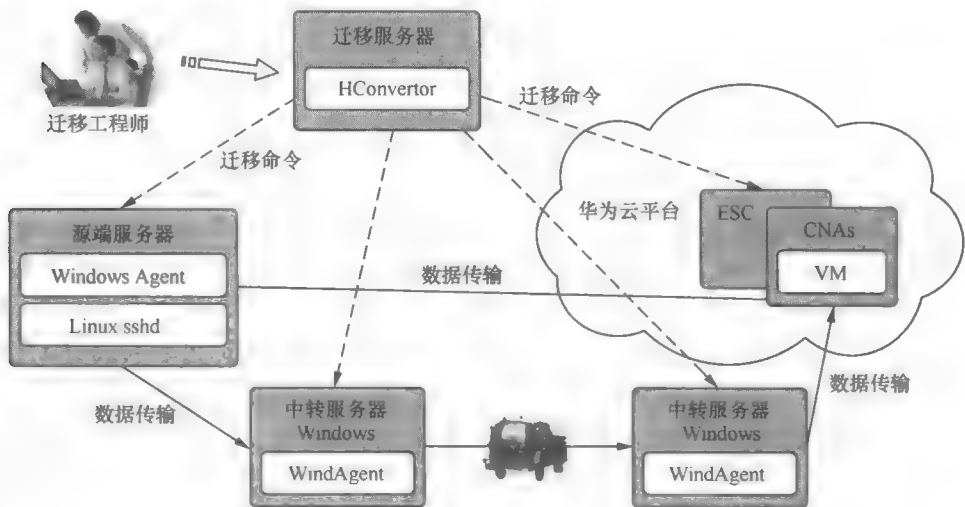 迁移服务器
HConvertor
迁移工程师
迁移命令
迁移命令
华为云平台
ESC
CNAs
VM
源端服务器
Windows Agent
Linux sshd
数据传输
数据传输
数据传输
中转服务器
Windows
WindAgent
中转服务器
Windows
WindAgent